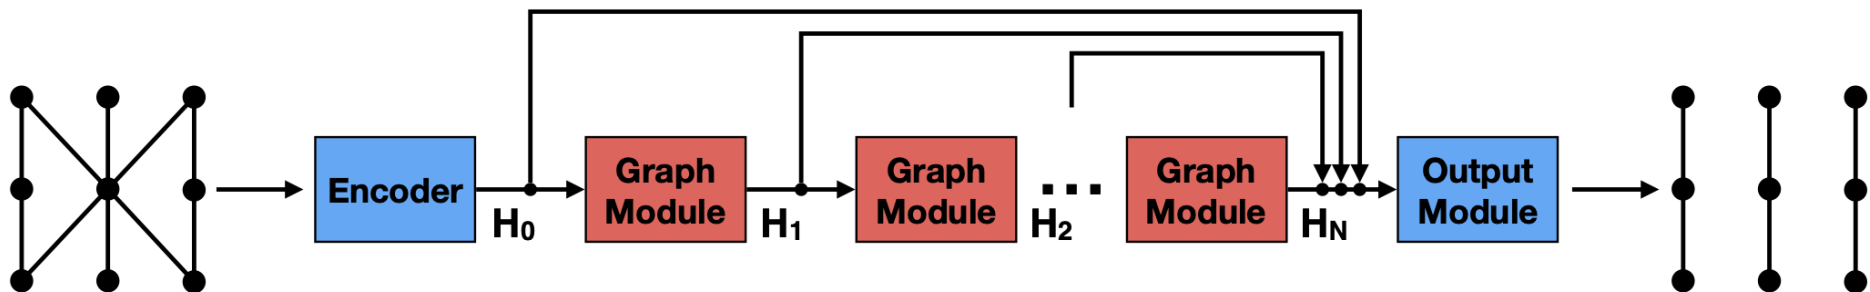 Encoder
H0
Graph
Module
H1
Graph
Module
H2
...
Graph
Module
HN
Output
Module